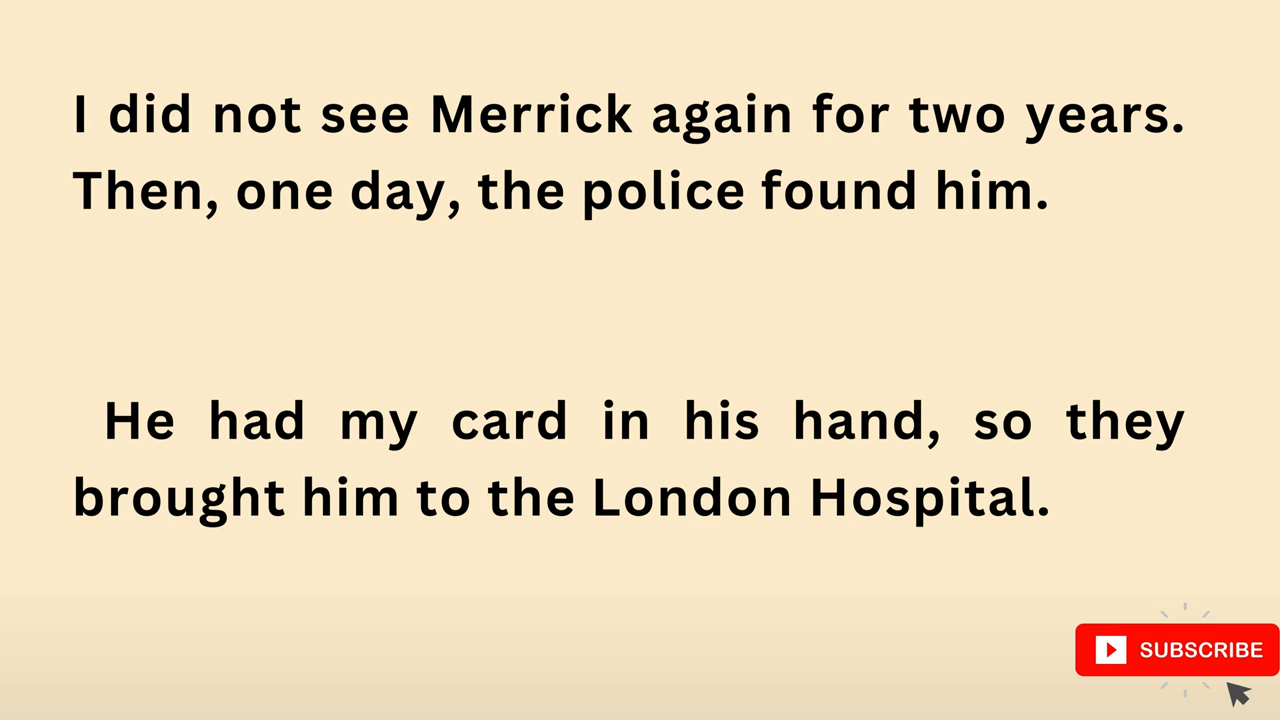 I did not see Merrick again for two years.
Then, one day, the police found him.
He had my card in his hand, so they
brought him to the London Hospital.
SUBSCRIBE